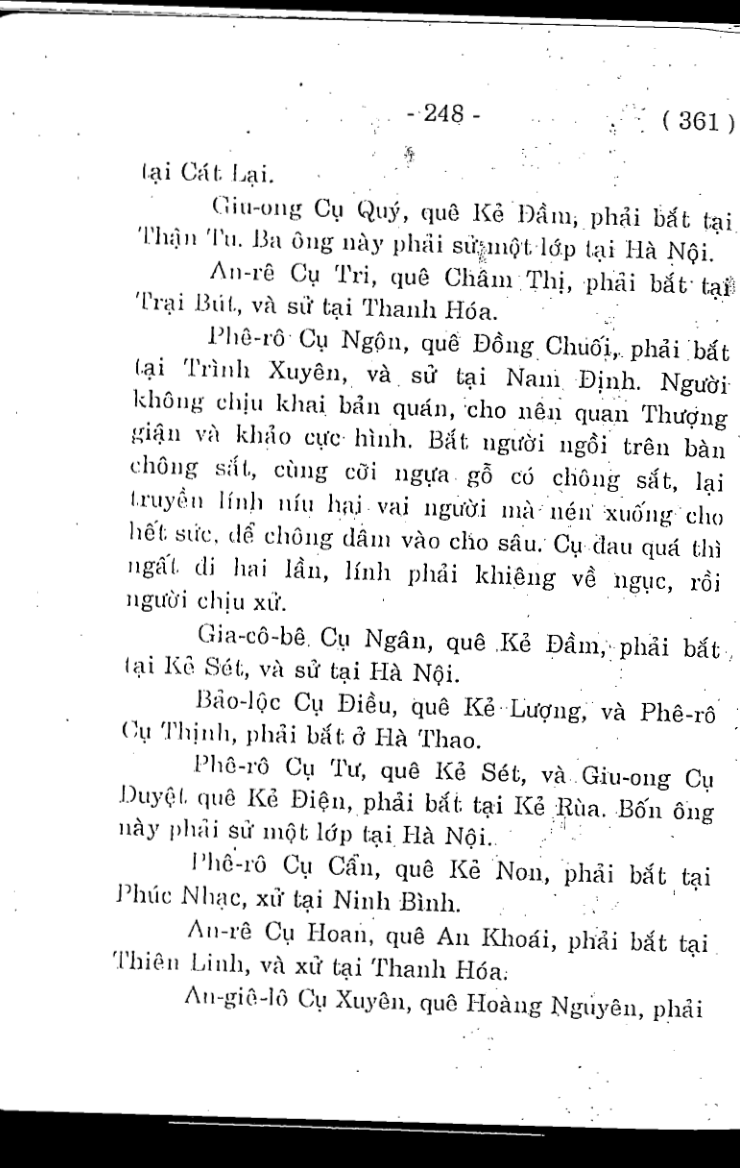 - 248 - ( 361 )
tại Cát Lại.
Giu-ong Cụ Quý, quê Kẻ Đầm, phải bắt tại
Thận Tu. Ba ông này phải sử một lớp tại Hà Nội.
An-rê Cụ Tri, quê Châm Thị, phải bắt tại
Trại Bút, và sử tại Thanh Hóa.
Phê-rô Cụ Ngôn, quê Đồng Chuối, phải bắt
tại Trình Xuyên, và sử tại Nam Định. Người
không chịu khai bản quán, cho nên quan Thượng
giận và khảo cực hình. Bắt người ngồi trên bàn
chông sắt, cùng cỡi ngựa gỗ có chông sắt, lại
truyền lính níu hai vai người mà nén xuống cho
hết sức, để chông đâm vào cho sâu. Cụ đau quá thì
ngất đi hai lần, lính phải khiêng về ngục, rồi
người chịu xử.
Gia-cô-bê Cụ Ngân, quê Kẻ Đầm, phải bắt
tại Kẻ Sét, và sử tại Hà Nội.
Bảo-lộc Cụ Điều, quê Kẻ Lượng, và Phê-rô
Cụ Thịnh, phải bắt ở Hà Thao.
Phê-rô Cụ Tư, quê Kẻ Sét, và Giu-ong Cụ
Duyệt quê Kẻ Điện, phải bắt tại Kẻ Rùa. Bốn ông
này phải sử một lớp tại Hà Nội.
Phê-rô Cụ Cẩn, quê Kẻ Non, phải bắt tại
Phúc Nhạc, xử tại Ninh Bình.
An-rê Cụ Hoan, quê An Khoái, phải bắt tại
Thiên Linh, và xử tại Thanh Hóa.
An-giê-lô Cụ Xuyên, quê Hoàng Nguyên, phải